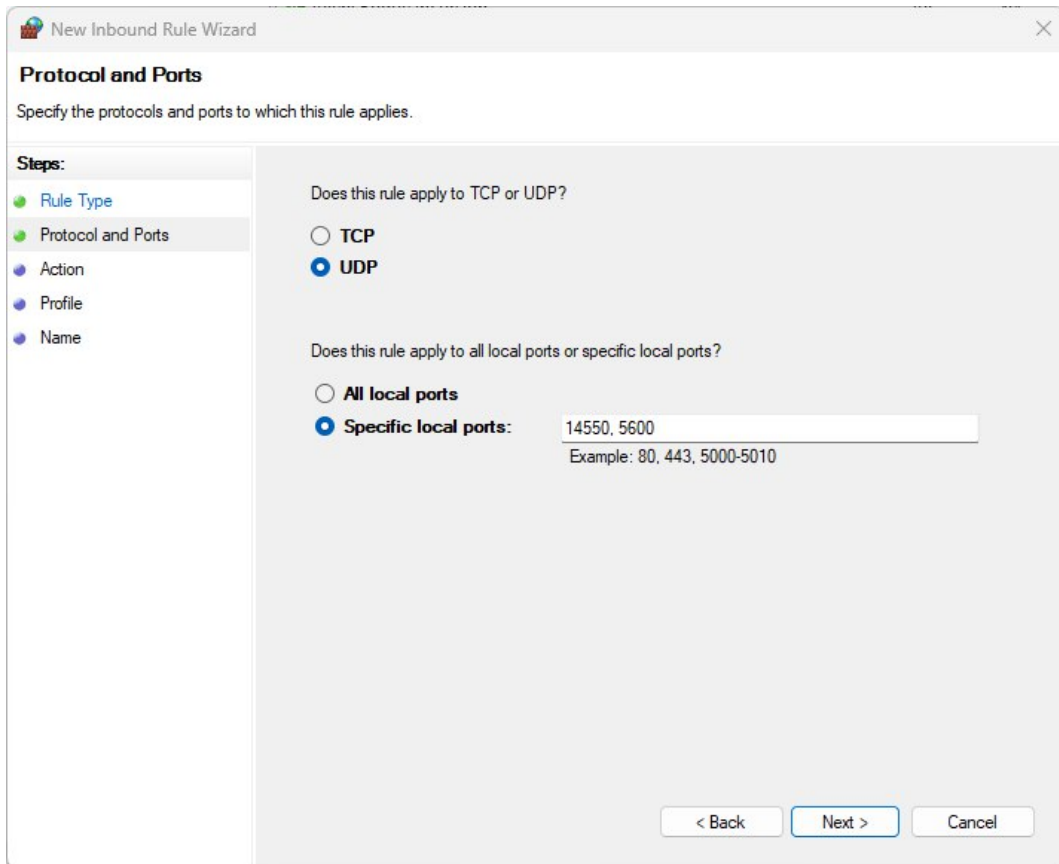 New Inbound Rule Wizard
Protocol and Ports
Specify the protocols and ports to which this rule applies.
Steps:
Rule Type
Protocol and Ports
Action
Profile
Name
Does this rule apply to TCP or UDP?
TCP
UDP
Does this rule apply to all local ports or specific local ports?
All local ports
Specific local ports:
14550, 5600
Example: 80, 443, 5000-5010
< Back
Next >
Cancel